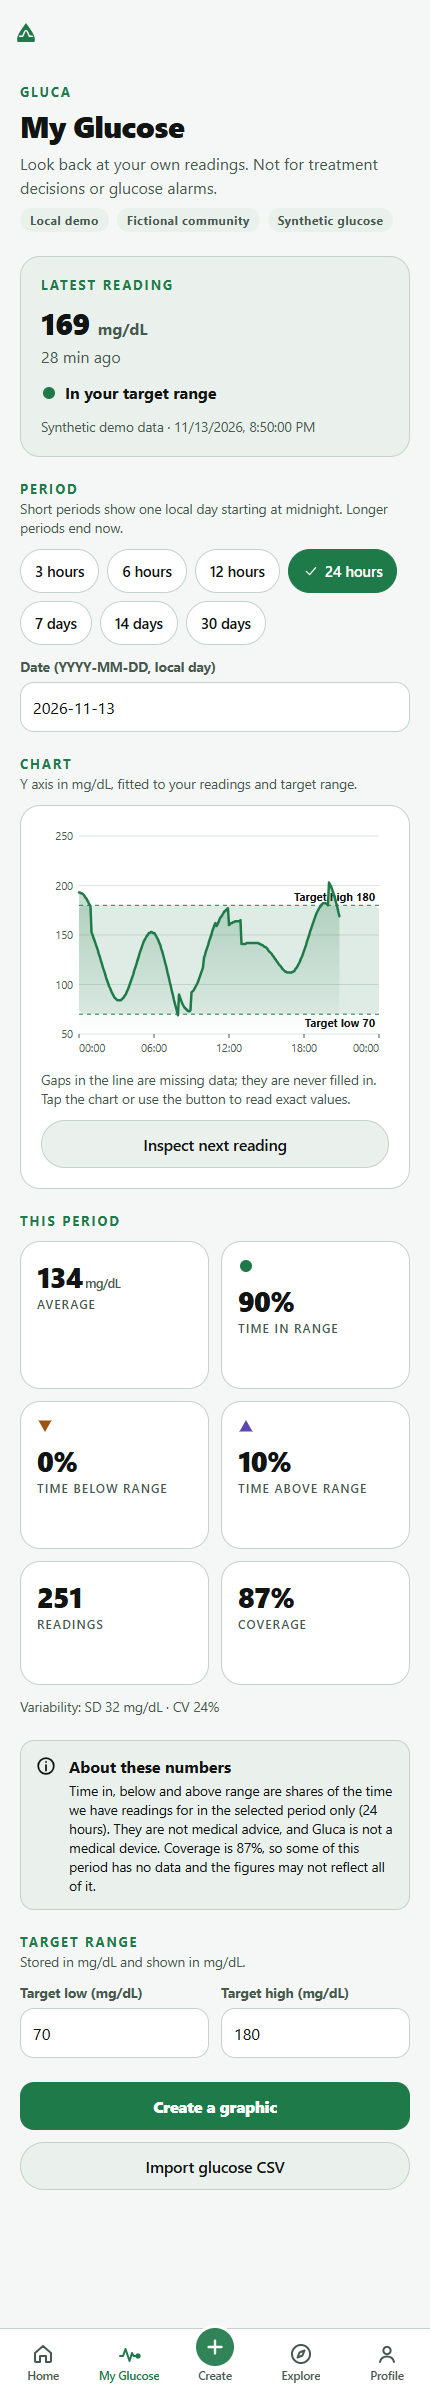 GLUCA
My Glucose
Look back at your own readings. Not for treatment
decisions or glucose alarms.
Local demo
Fictional community
Synthetic glucose
LATEST READING
169 mg/dL
28 min ago
In your target range
Synthetic demo data · 11/13/2026, 8:50:00 PM
PERIOD
Short periods show one local day starting at midnight. Longer
periods end now.
3 hours
6 hours
12 hours
24 hours
7 days
14 days
30 days
Date (YYYY-MM-DD, local day)
2026-11-13
CHART
Y axis in mg/dL, fitted to your readings and target range.
250
200
Target high 180
150
100
Target low 70
50
00:00
06:00
12:00
18:00
00:00
Gaps in the line are missing data; they are never filled in.
Tap the chart or use the button to read exact values.
Inspect next reading
THIS PERIOD
134 mg/dL
AVERAGE
90%
TIME IN RANGE
0%
TIME BELOW RANGE
10%
TIME ABOVE RANGE
251
READINGS
87%
COVERAGE
Variability: SD 32 mg/dL · CV 24%
About these numbers
Time in, below and above range are shares of the time
we have readings for in the selected period only (24
hours). They are not medical advice, and Gluca is not a
medical device. Coverage is 87%, so some of this
period has no data and the figures may not reflect all
of it.
TARGET RANGE
Stored in mg/dL and shown in mg/dL.
Target low (mg/dL)
Target high (mg/dL)
70
180
Create a graphic
Import glucose CSV
Home
My Glucose
Create
Explore
Profile